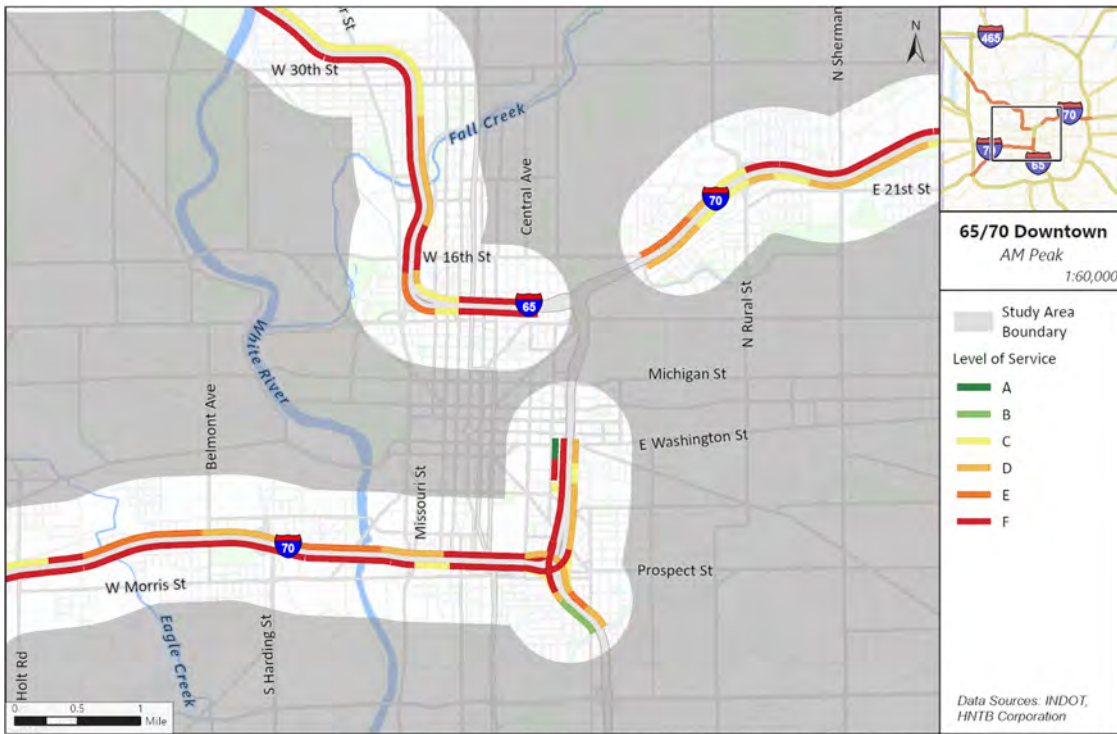 W 30th St
Fall Creek
Central Ave
N Sherman
70
E 21st St
W 16th St
65
White River
N Rural St
Michigan St
E Washington St
Belmont Ave
Missouri St
70
W Morris St
Prospect St
Eagle Creek
S Harding St
Holt Rd
N
0 0.5 1
Mile
465
70
65
65/70 Downtown
AM Peak
1:60,000
Study Area
Boundary
Level of Service
A
B
C
D
E
F
Data Sources: INDOT,
HNTB Corporation